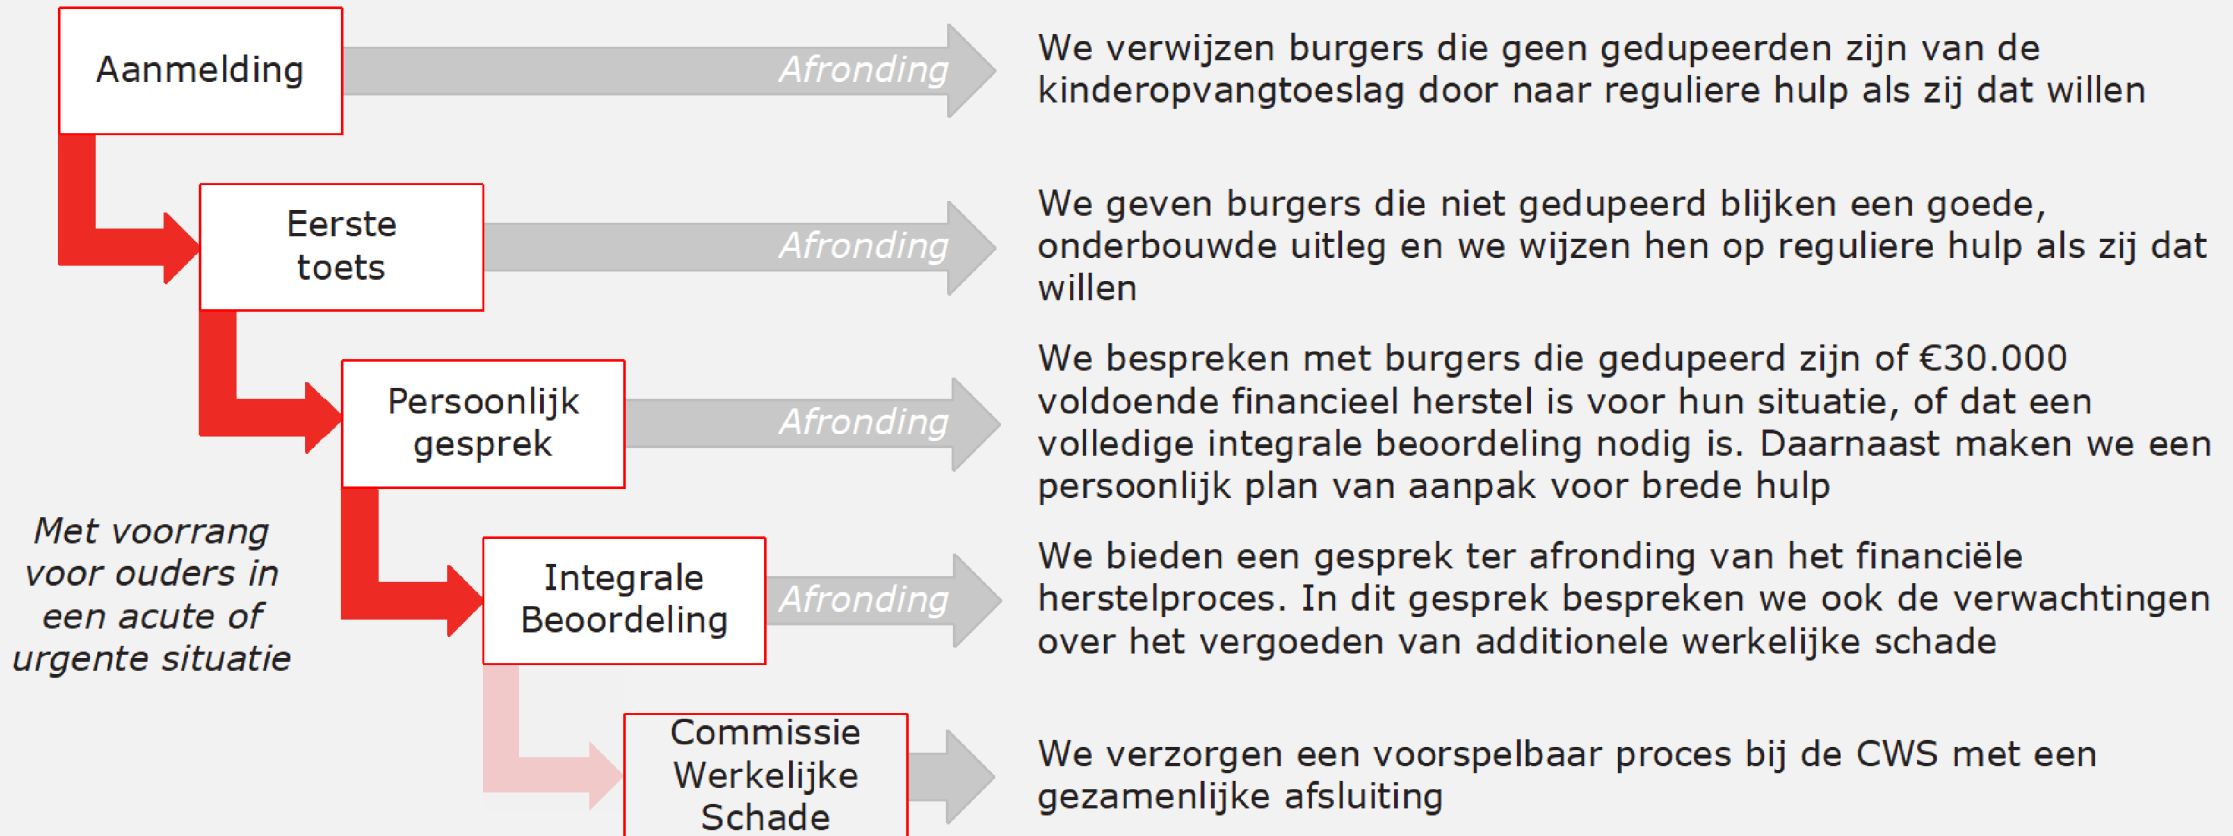 Aanmelding
Afronding
We verwijzen burgers die geen gedupeerden zijn van de
kinderopvangtoeslag door naar reguliere hulp als zij dat willen
Eerste
toets
Afronding
We geven burgers die niet gedupeerd blijken een goede,
onderbouwde uitleg en we wijzen hen op reguliere hulp als zij dat
willen
Persoonlijk
gesprek
Afronding
We bespreken met burgers die gedupeerd zijn of €30.000
voldoende financieel herstel is voor hun situatie, of dat een
volledige integrale beoordeling nodig is. Daarnaast maken we een
persoonlijk plan van aanpak voor brede hulp
Met voorrang
voor ouders in
een acute of
urgente situatie
Integrale
Beoordeling
Afronding
We bieden een gesprek ter afronding van het financiële
herstelproces. In dit gesprek bespreken we ook de verwachtingen
over het vergoeden van additionele werkelijke schade
Commissie
Werkelijke
Schade
We verzorgen een voorspelbaar proces bij de CWS met een
gezamenlijke afsluiting